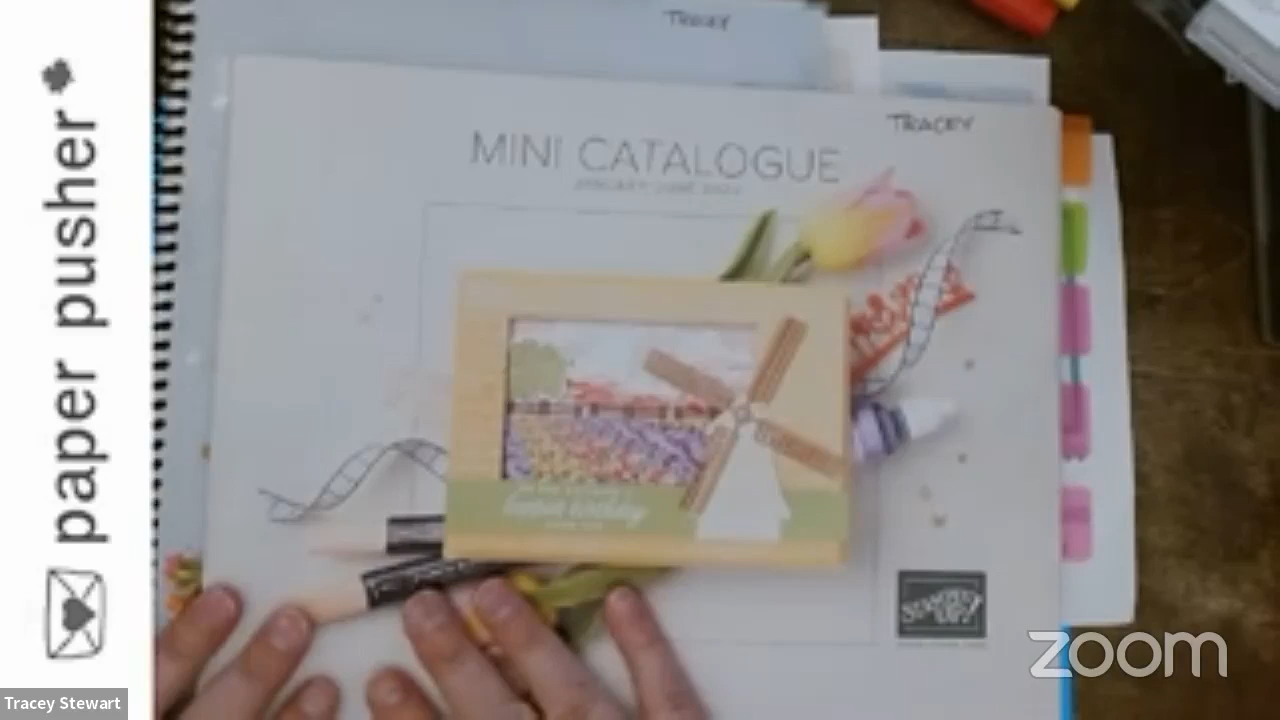 paper pusher
TRACEY
TRACEY
MINI CATALOGUE
STAMPIN' UP!
zoom
Tracey Stewart